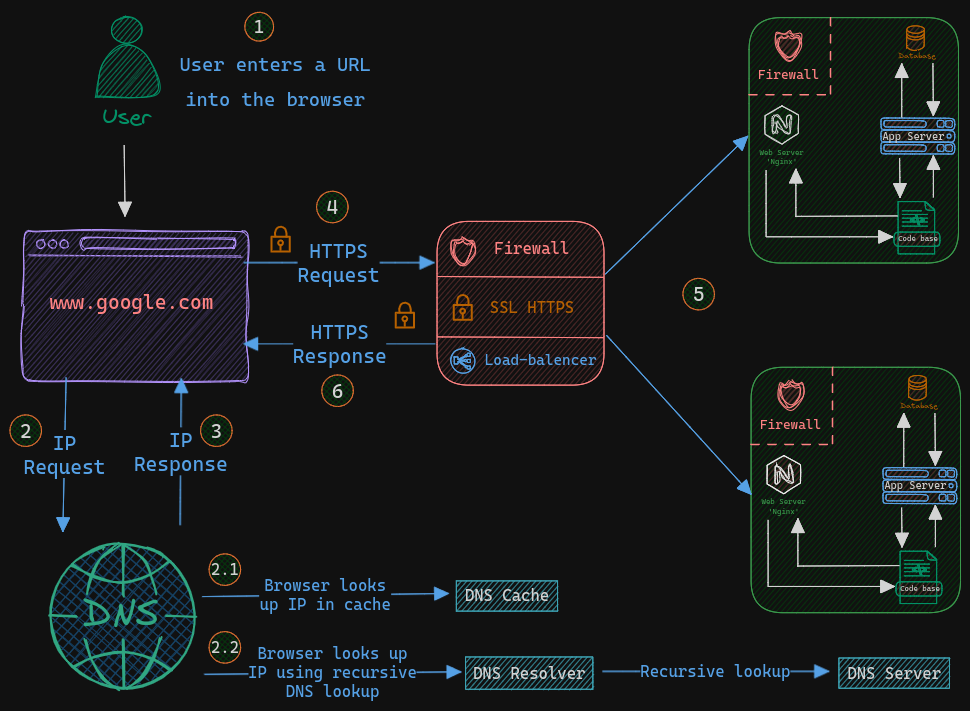 1
User enters a URL
into the browser
User
www.google.com
4
HTTPS
Request
HTTPS
Response
6
Firewall
SSL HTTPS
Load-balencer
5
Firewall
Database
Web Server
'Nginx'
App Server
Code base
Firewall
Database
Web Server
'Nginx'
App Server
Code base
2
IP
Request
IP
Response
3
DNS
2.1
Browser looks
up IP in cache
DNS Cache
2.2
Browser looks up
IP using recursive
DNS lookup
DNS Resolver
Recursive lookup
DNS Server